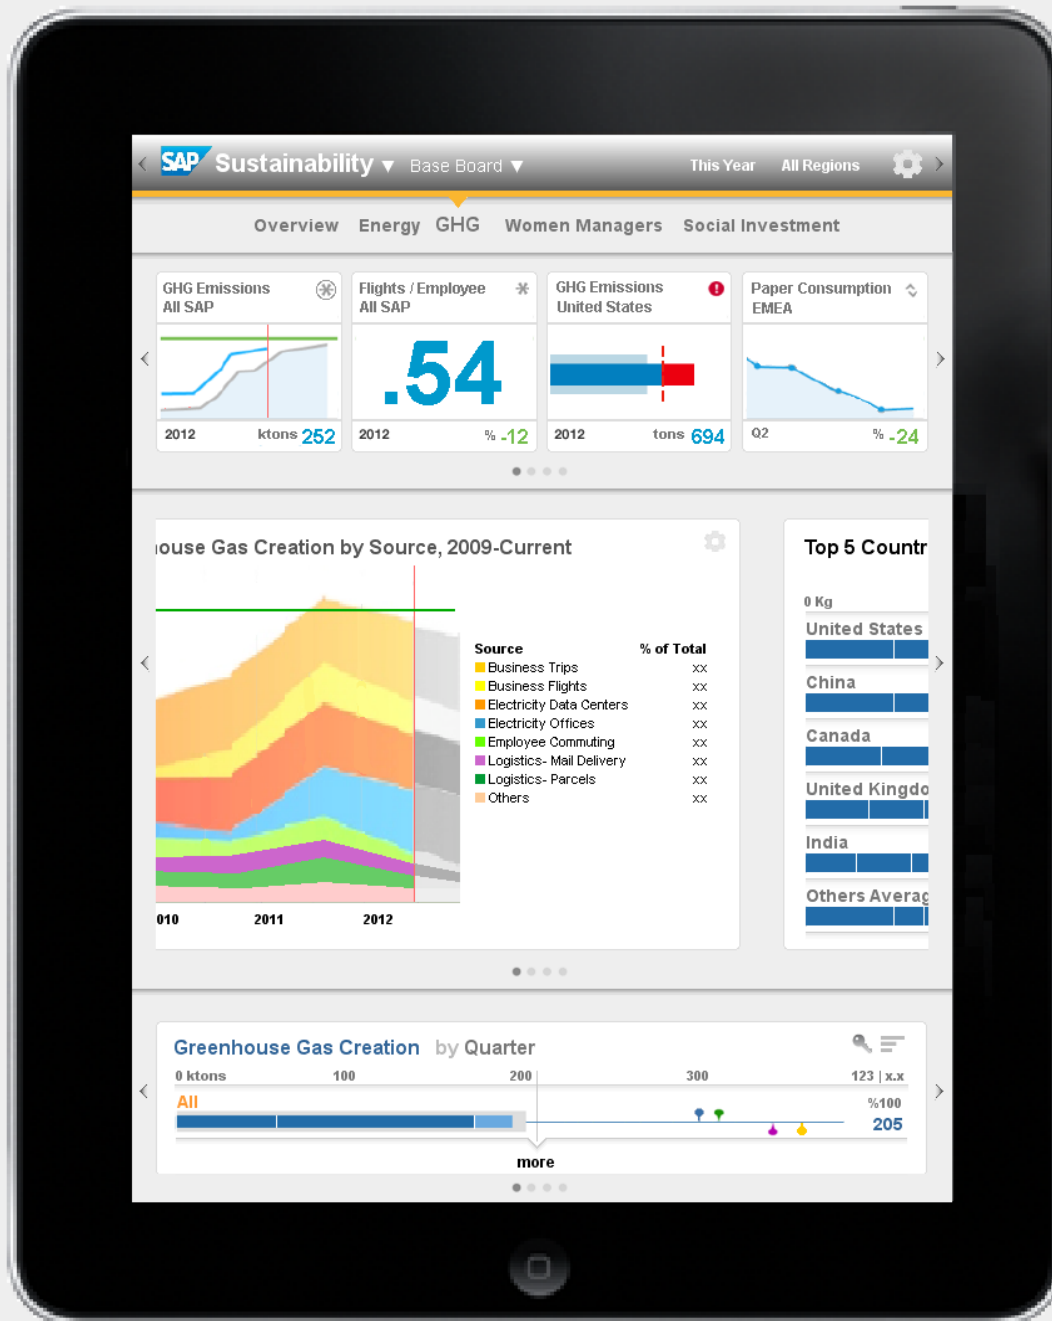 SAP Sustainability ▼ Base Board ▼ This Year All Regions
Overview Energy GHG Women Managers Social Investment
GHG Emissions
All SAP
2012 ktons 252
Flights / Employee
All SAP
.54
2012 % -12
GHG Emissions
United States
2012 tons 694
Paper Consumption
EMEA
Q2 % -24
ouse Gas Creation by Source, 2009-Current
Source % of Total
Business Trips xx
Business Flights xx
Electricity Data Centers xx
Electricity Offices xx
Employee Commuting xx
Logistics- Mail Delivery xx
Logistics- Parcels xx
Others xx
010 2011 2012
Top 5 Countr
0 Kg
United States
China
Canada
United Kingdo
India
Others Averag
Greenhouse Gas Creation by Quarter
0 ktons 100 200 300 123 | x.x
All %100
205
more